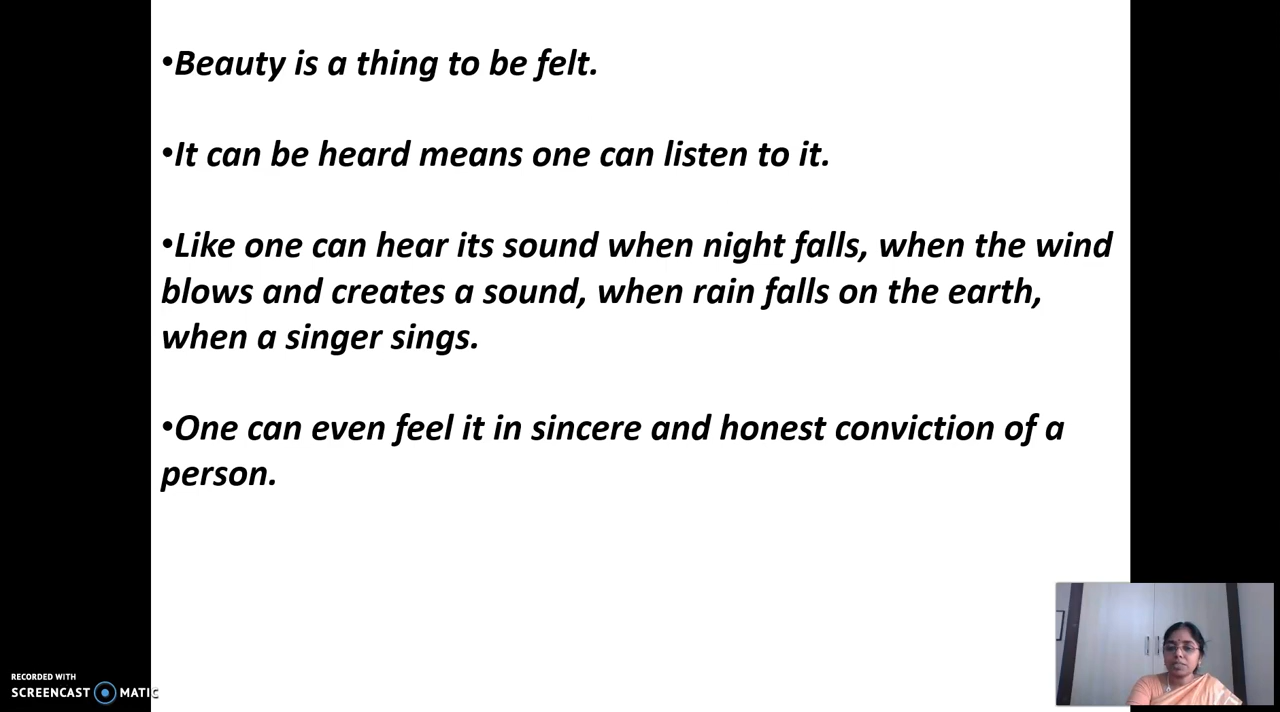 •Beauty is a thing to be felt.
•It can be heard means one can listen to it.
•Like one can hear its sound when night falls, when the wind
blows and creates a sound, when rain falls on the earth,
when a singer sings.
•One can even feel it in sincere and honest conviction of a
person.
RECORDED WITH
SCREENCAST MATIC